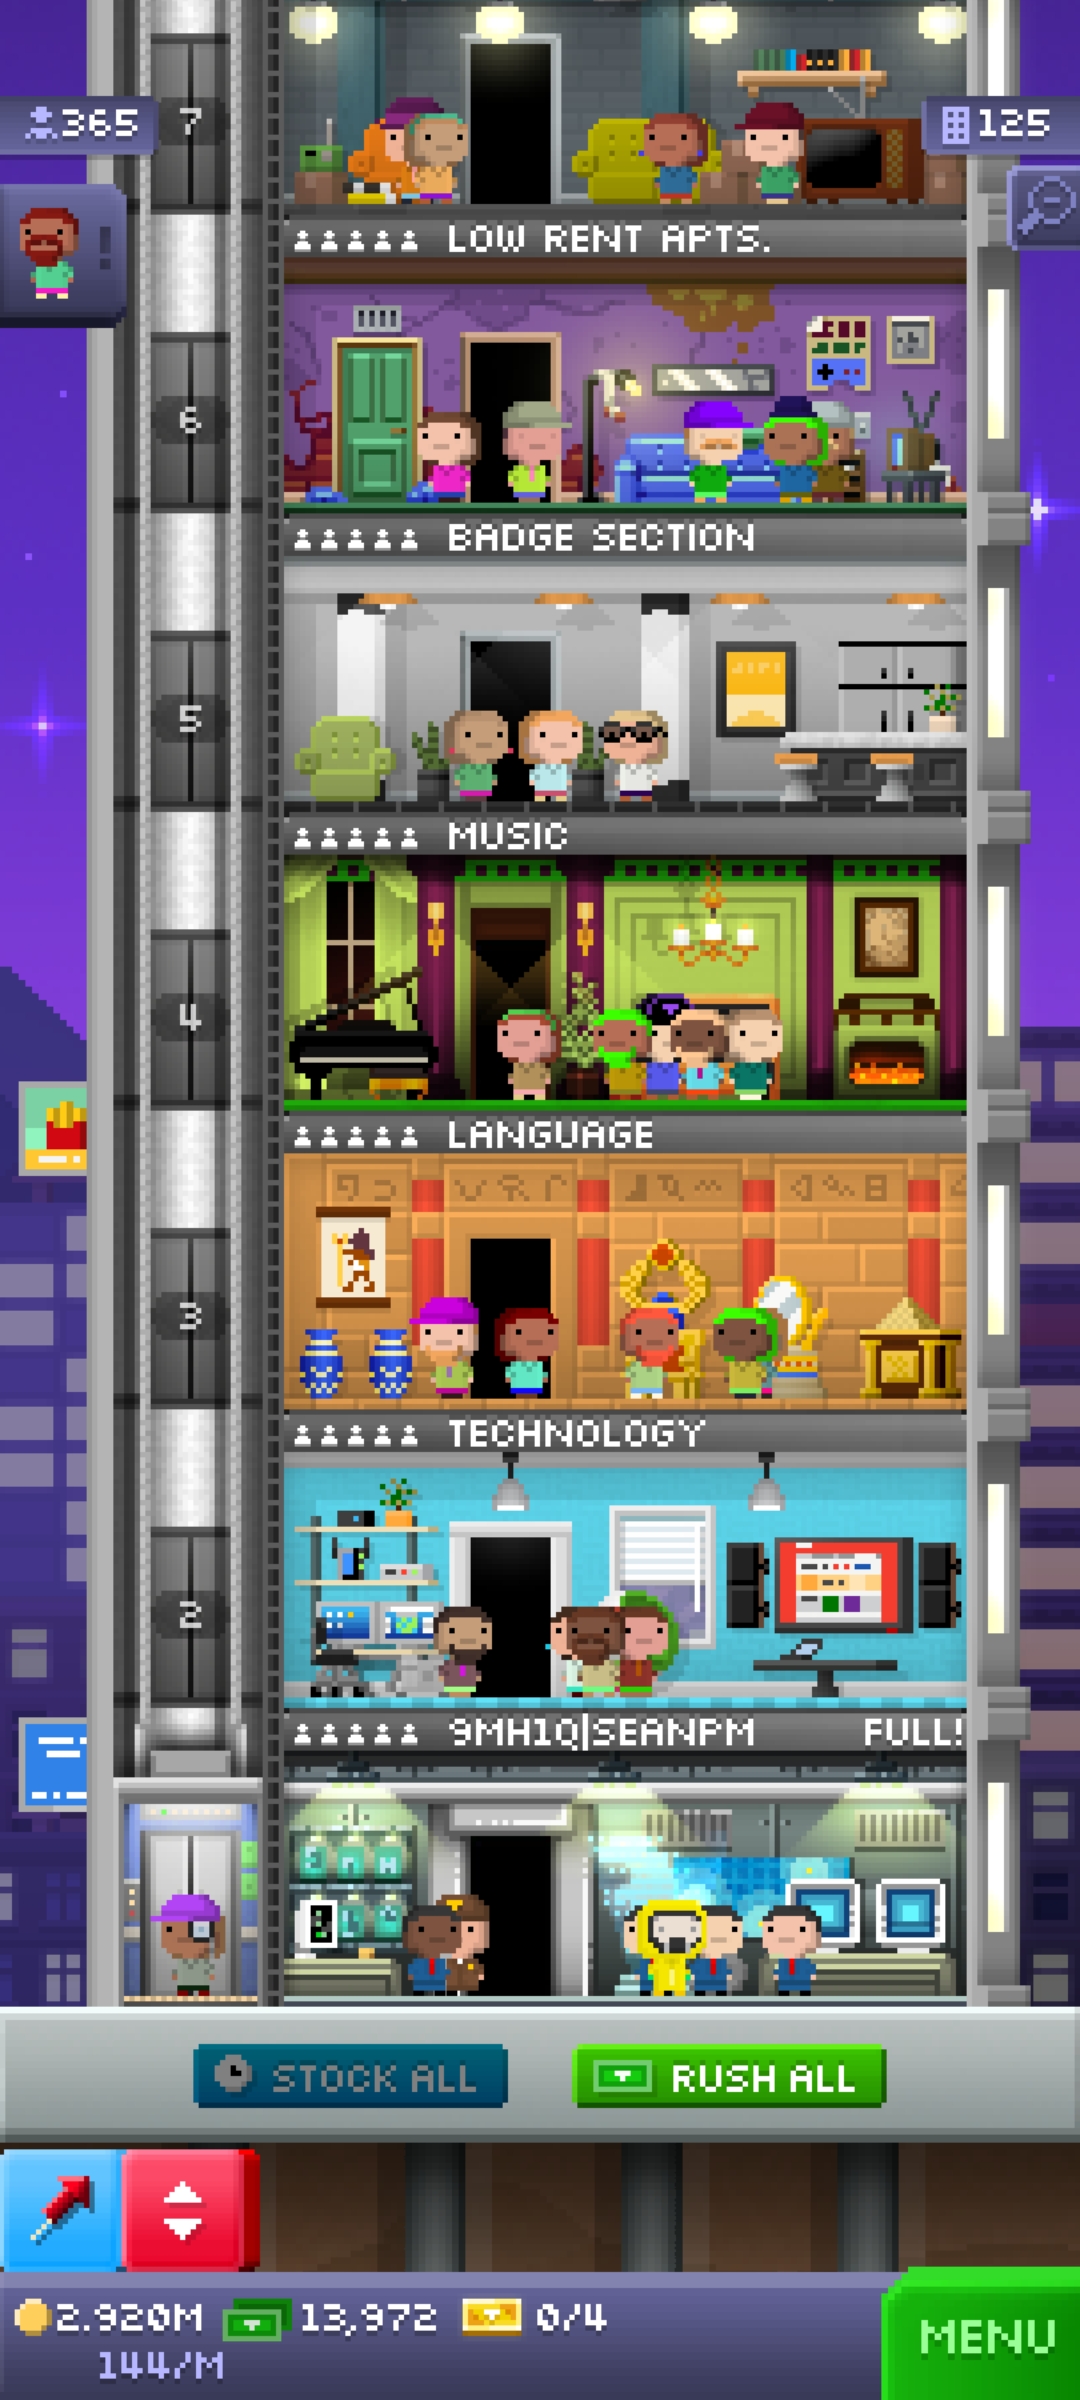 365
7
125
LOW RENT APTS.
6
BADGE SECTION
5
MUSIC
4
LANGUAGE
3
TECHNOLOGY
2
9MH1Q|SEANPM FULL!
STOCK ALL
RUSH ALL
2.920M 13,972 0/4
144/M
MENU